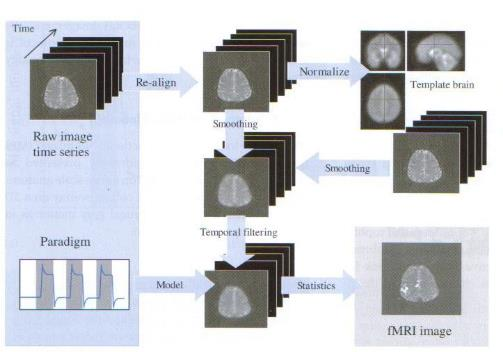 Time
Re-align
Normalize
Template brain
Raw image
time series
Smoothing
Smoothing
Paradigm
Temporal filtering
Model
Statistics
fMRI image